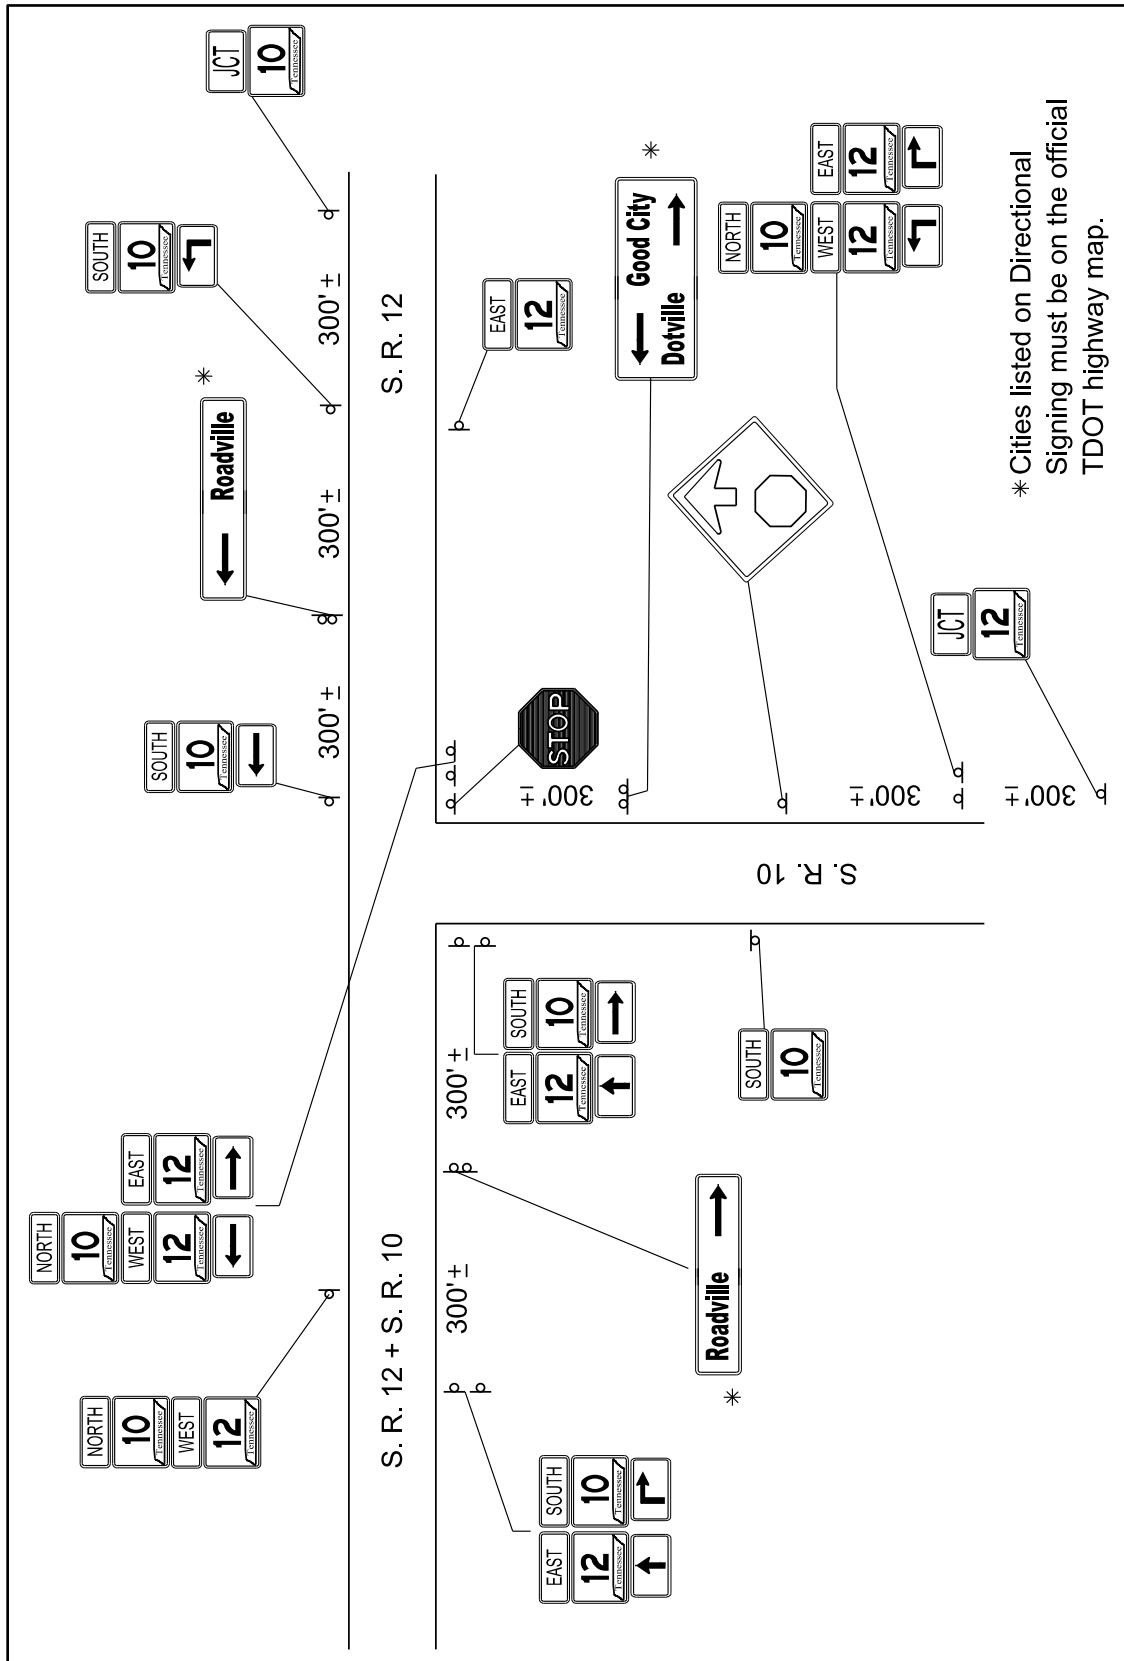 NORTH
10
Tennessee
WEST
12
Tennessee
NORTH
10
Tennessee
WEST
12
Tennessee
EAST
12
Tennessee
SOUTH
10
Tennessee
Roadville
*
SOUTH
10
Tennessee
JCT
10
Tennessee
300' ±
300' ±
300' ±
S. R. 12 + S. R. 10
S. R. 12
300' ±
300' ±
EAST
12
Tennessee
SOUTH
10
Tennessee
EAST
12
Tennessee
SOUTH
10
Tennessee
EAST
12
Tennessee
STOP
300' ±
Dotville
Good City
*
Roadville
*
SOUTH
10
Tennessee
S. R. 10
NORTH
10
Tennessee
WEST
12
Tennessee
EAST
12
Tennessee
300' ±
JCT
12
Tennessee
300' ±
* Cities listed on Directional
Signing must be on the official
TDOT highway map.